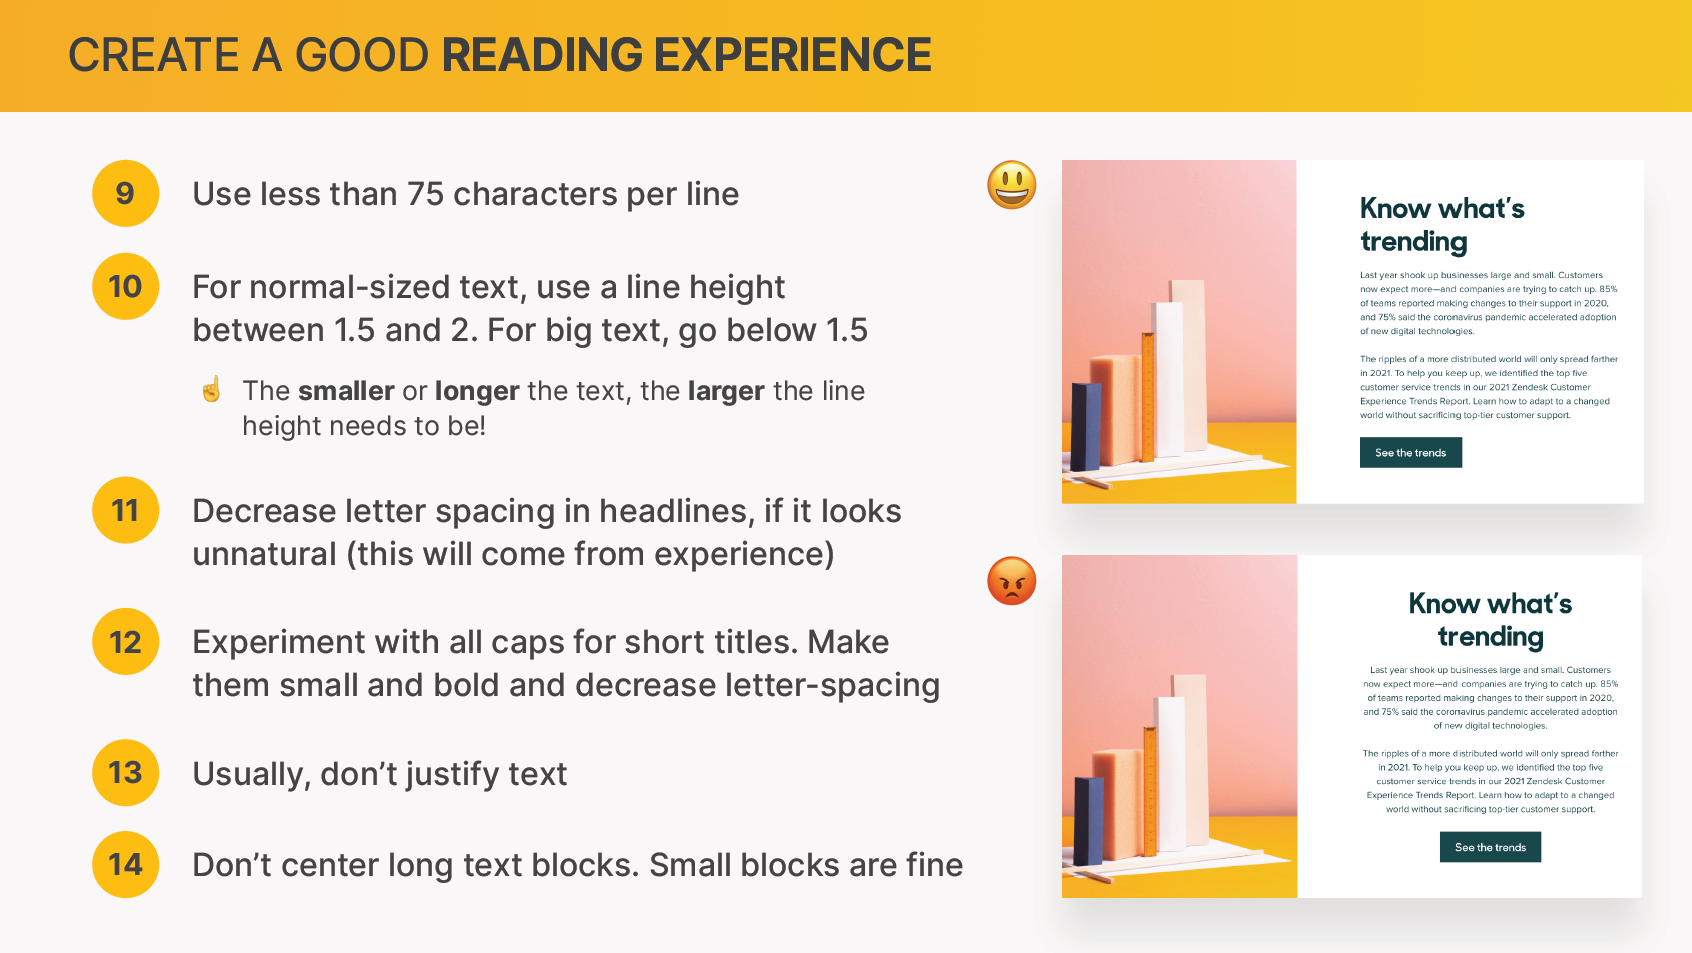 CREATE A GOOD READING EXPERIENCE
9
Use less than 75 characters per line
10
For normal-sized text, use a line height
between 1.5 and 2. For big text, go below 1.5
The smaller or longer the text, the larger the line
height needs to be!
11
Decrease letter spacing in headlines, if it looks
unnatural (this will come from experience)
12
Experiment with all caps for short titles. Make
them small and bold and decrease letter-spacing
13
Usually, don’t justify text
14
Don’t center long text blocks. Small blocks are fine
Know what’s
trending
Last year shook up businesses large and small. Customers
now expect more—and companies are trying to catch up. 85%
of teams reported making changes to their support in 2020,
and 75% said the coronavirus pandemic accelerated adoption
of new digital technologies.
The ripples of a more distributed world will only spread farther
in 2021. To help you keep up, we identified the top five
customer service trends in our 2021 Zendesk Customer
Experience Trends Report. Learn how to adapt to a changed
world without sacrificing top-tier customer support.
See the trends
Know what’s
trending
Last year shook up businesses large and small. Customers
now expect more—and companies are trying to catch up. 85%
of teams reported making changes to their support in 2020,
and 75% said the coronavirus pandemic accelerated adoption
of new digital technologies.
The ripples of a more distributed world will only spread farther
in 2021. To help you keep up, we identified the top five
customer service trends in our 2021 Zendesk Customer
Experience Trends Report. Learn how to adapt to a changed
world without sacrificing top-tier customer support.
See the trends